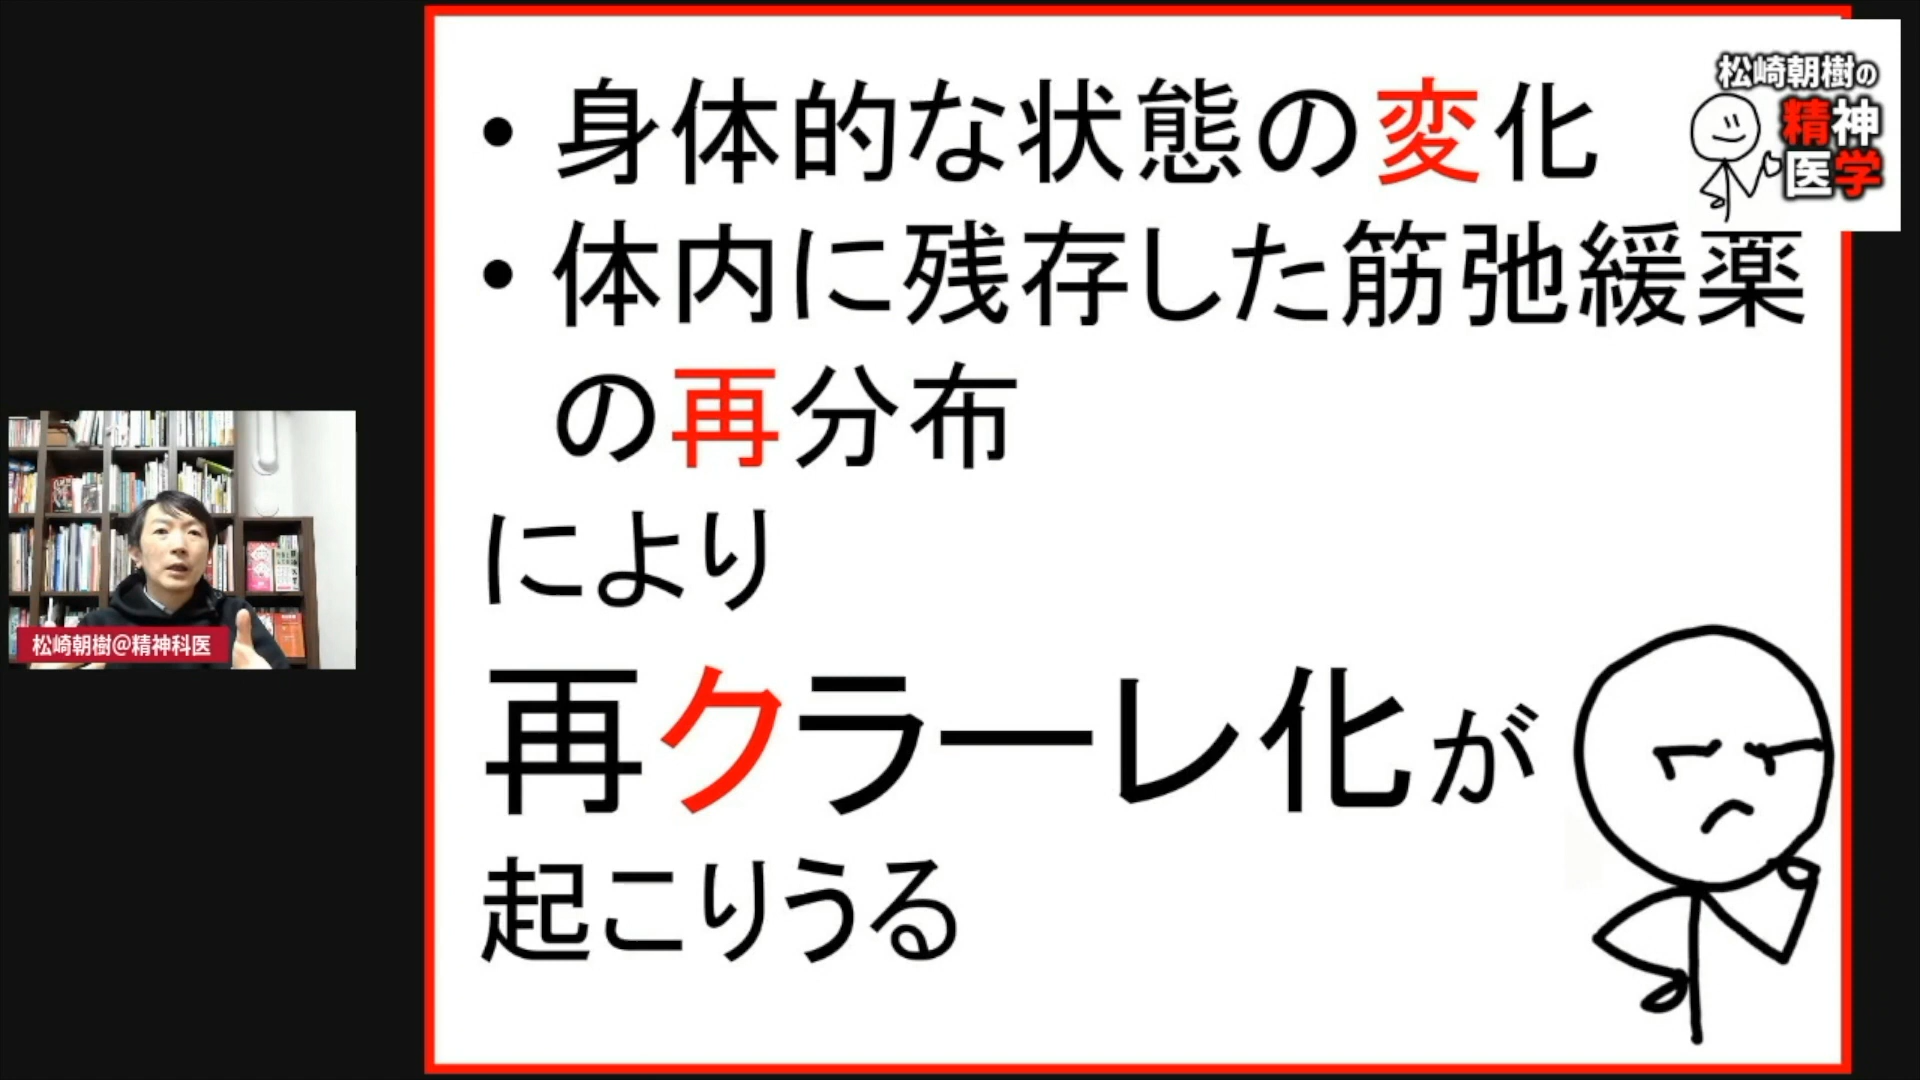 ・身体的な状態の変化
・体内に残存した筋弛緩薬
の再分布
により
再クラーレ化が
起こりうる
松崎朝樹の
精神
医学
松崎朝樹@精神科医